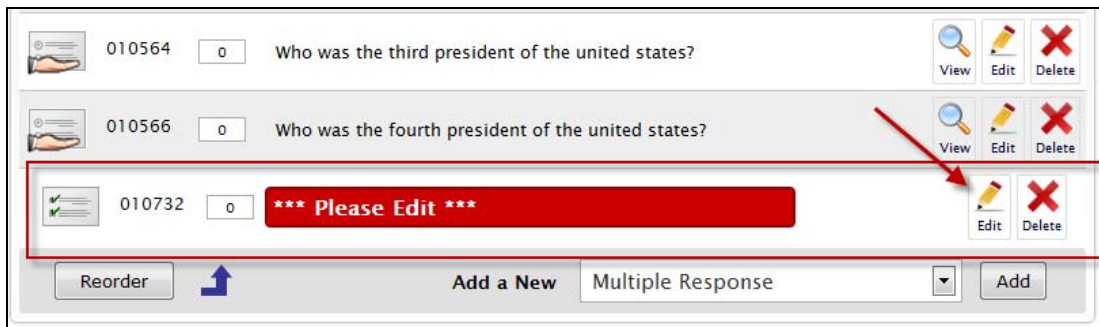 010564 0 Who was the third president of the united states? View Edit Delete
010566 0 Who was the fourth president of the united states? View Edit Delete
010732 0 *** Please Edit *** Edit Delete
Reorder Add a New Multiple Response Add